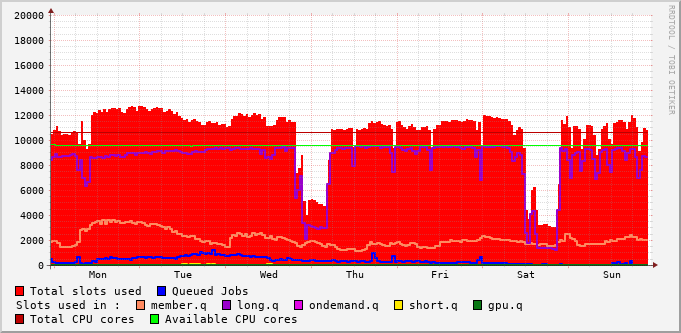 20000
18000
16000
14000
12000
10000
8000
6000
4000
2000
0
Mon Tue Wed Thu Fri Sat Sun
RRDTOOL / TOBI OETIKER
Total slots used Queued Jobs
Slots used in : member.q long.q ondemand.q short.q gpu.q
Total CPU cores Available CPU cores